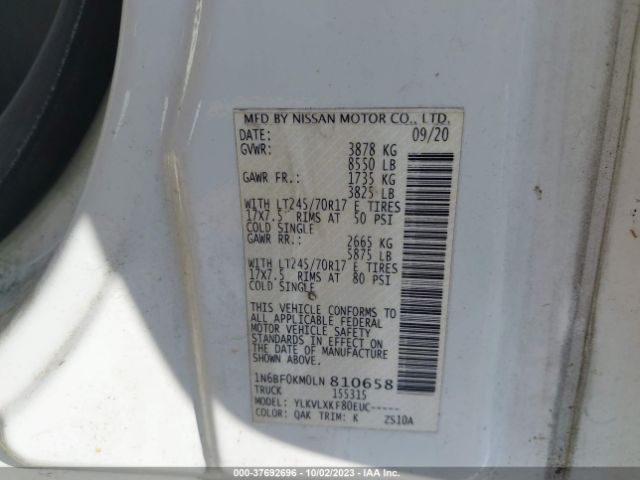 MFD BY NISSAN MOTOR CO., LTD.
DATE: 09/20
GVWR: 3878 KG
8550 LB
GAWR FR.: 1735 KG
3825 LB
WITH LT245/70R17 E TIRES
17X7.5 RIMS AT 50 PSI
COLD SINGLE
GAWR RR.: 2665 KG
5875 LB
WITH LT245/70R17 E TIRES
17X7.5 RIMS AT 80 PSI
COLD SINGLE
THIS VEHICLE CONFORMS TO
ALL APPLICABLE FEDERAL
MOTOR VEHICLE SAFETY
STANDARDS IN EFFECT ON
THE DATE OF MANUFACTURE
SHOWN ABOVE.
1N6BF0KM0LN 810658
TRUCK 155315
MODEL: YLKVLXKF80EUC-----
COLOR: QAK TRIM: K ZS10A
000-37692696 - 10/02/2023 - IAAI.COM